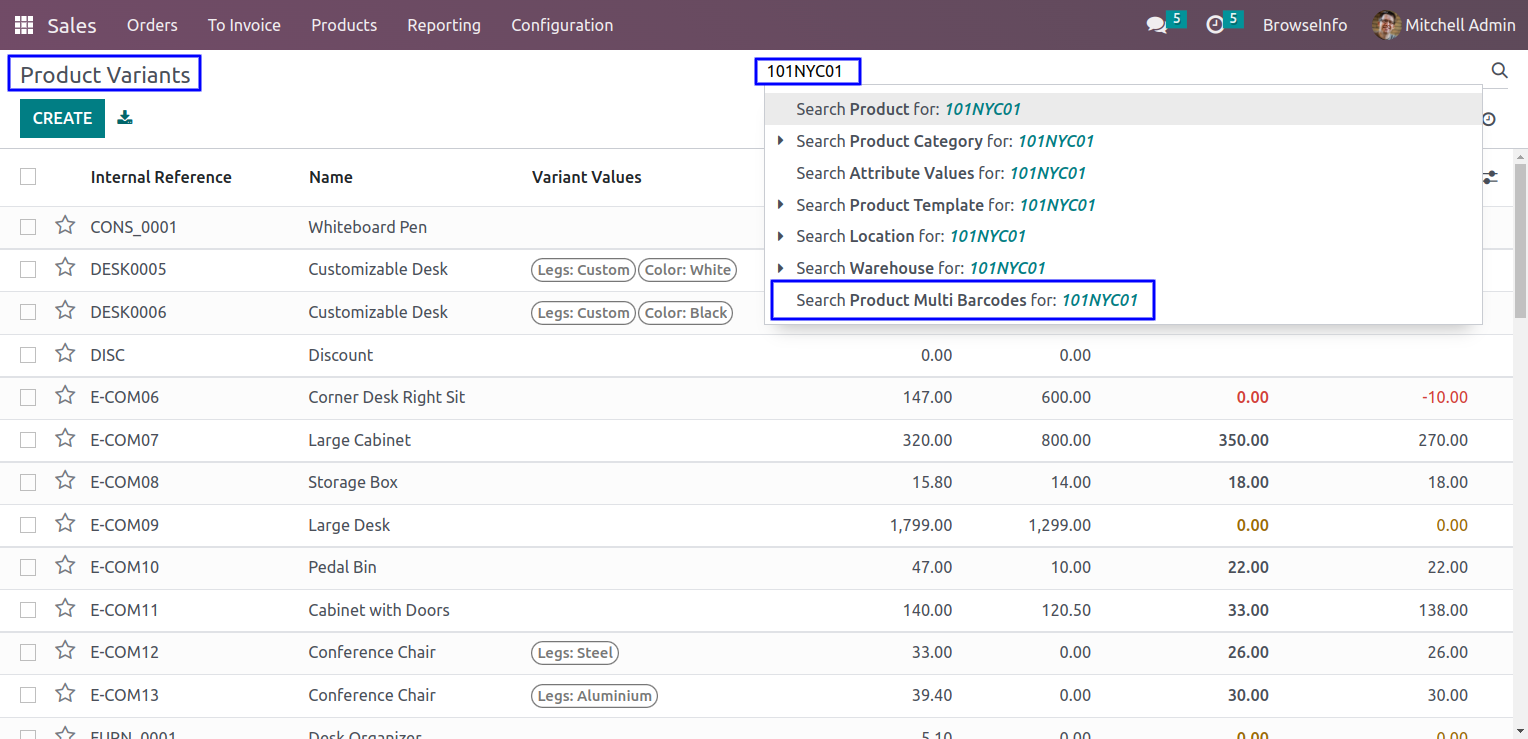 Sales Orders To Invoice Products Reporting Configuration 5 5 BrowseInfo Mitchell Admin
Product Variants 101NYC01
CREATE
Search Product for: 101NYC01
Search Product Category for: 101NYC01
Search Attribute Values for: 101NYC01
Search Product Template for: 101NYC01
Search Location for: 101NYC01
Search Warehouse for: 101NYC01
Search Product Multi Barcodes for: 101NYC01
Internal Reference Name Variant Values
CONS_0001 Whiteboard Pen
DESK0005 Customizable Desk Legs: Custom Color: White
DESK0006 Customizable Desk Legs: Custom Color: Black
DISC Discount 0.00 0.00
E-COM06 Corner Desk Right Sit 147.00 600.00 0.00 -10.00
E-COM07 Large Cabinet 320.00 800.00 350.00 270.00
E-COM08 Storage Box 15.80 14.00 18.00 18.00
E-COM09 Large Desk 1,799.00 1,299.00 0.00 0.00
E-COM10 Pedal Bin 47.00 10.00 22.00 22.00
E-COM11 Cabinet with Doors 140.00 120.50 33.00 138.00
E-COM12 Conference Chair Legs: Steel 33.00 0.00 26.00 26.00
E-COM13 Conference Chair Legs: Aluminium 39.40 0.00 30.00 30.00
FURN_0001 Desk Organizer 5.10 0.00 0.00 0.00